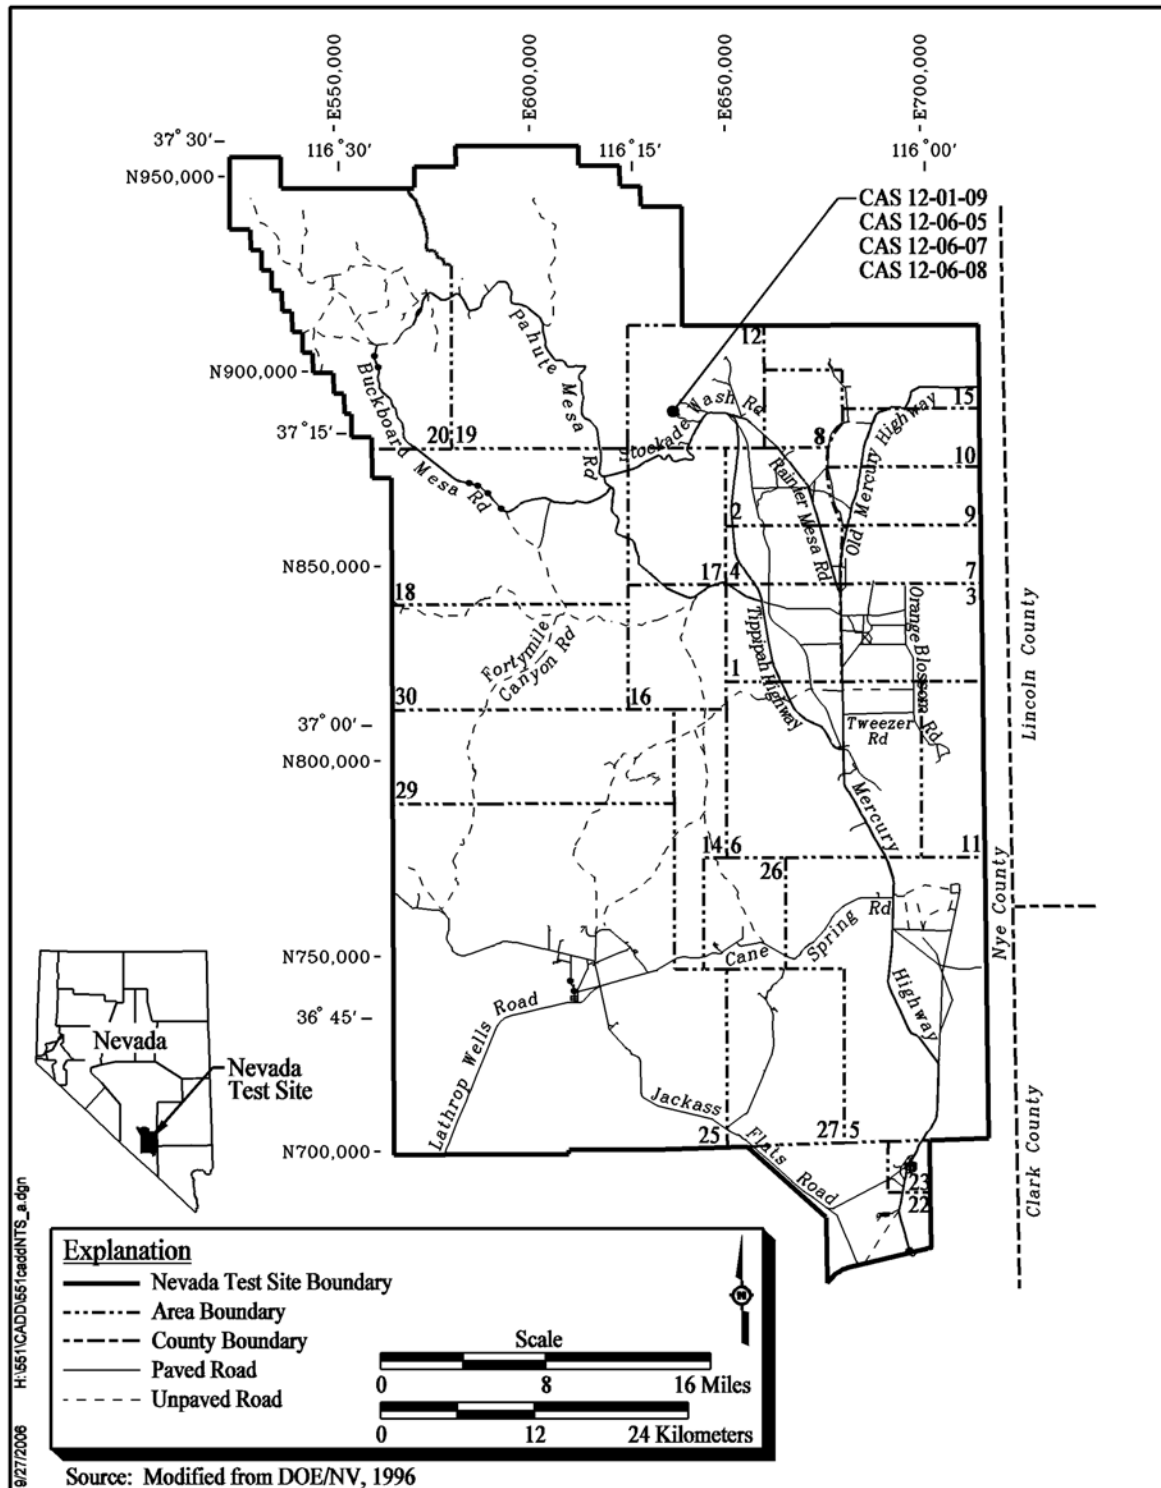 E550,000
E600,000
E650,000
E700,000
37°30'
116°30'
116°15'
116°00'
N950,000
CAS 12-01-09
CAS 12-06-05
CAS 12-06-07
CAS 12-06-08
12
Pahute Mesa Rd
N900,000
Buckboard Mesa Rd
Stockade Wash Rd
15
37°15'
20
19
8
Old Mercury Highway
10
Rainier Mesa Rd
2
9
N850,000
17
4
7
18
3
Orange Blossom Rd
Tippipah Highway
Fortymile
Canyon Rd
Lincoln County
1
30
16
37°00'
Tweezer
Rd
N800,000
29
Mercury
Highway
14
6
11
26
Nye County
Cane Spring Rd
N750,000
Lathrop Wells Road
36°45'
Nevada
Nevada
Test Site
Jackass Flats Road
Clark County
25
27
5
N700,000
23
22
Explanation
Nevada Test Site Boundary
Area Boundary
County Boundary
Paved Road
Unpaved Road
N
Scale
0 8 16 Miles
0 12 24 Kilometers
Source: Modified from DOE/NV, 1996
9/27/2006 H:\551\CADD\551caddNTS_a.dgn